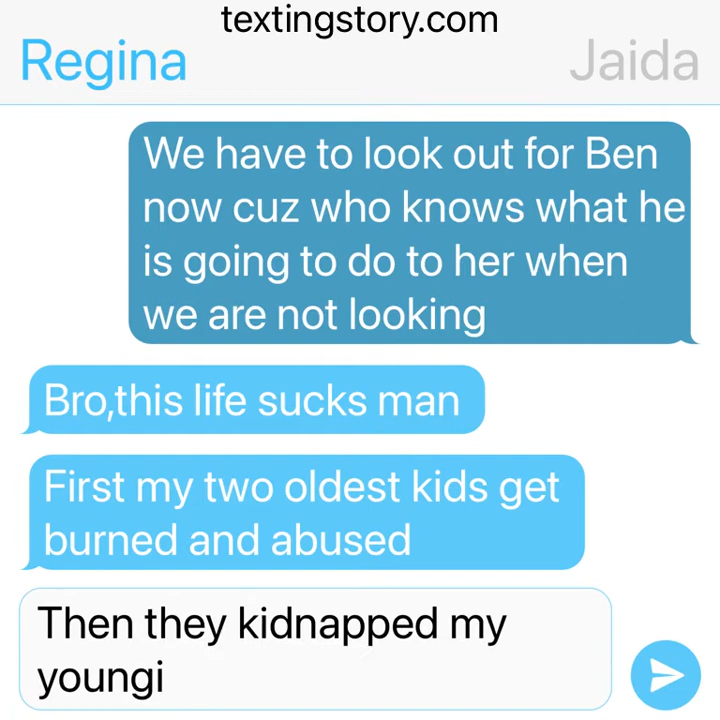 textingstory.com
Regina
Jaida
We have to look out for Ben
now cuz who knows what he
is going to do to her when
we are not looking
Bro,this life sucks man
First my two oldest kids get
burned and abused
Then they kidnapped my
youngi